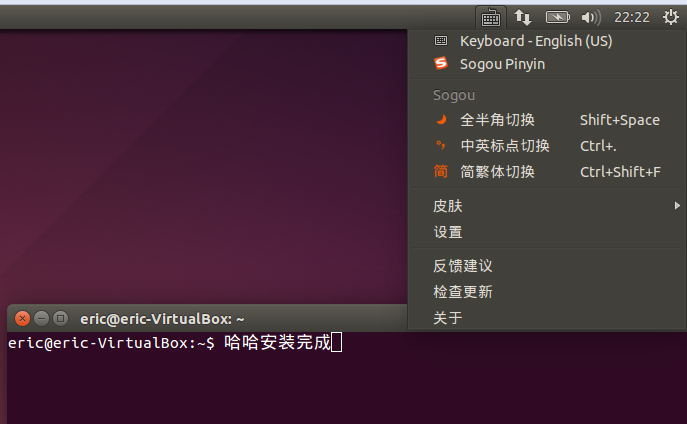 22:22
Keyboard - English (US)
Sogou Pinyin
Sogou
全半角切换 Shift+Space
中英标点切换 Ctrl+.
简 简繁体切换 Ctrl+Shift+F
皮肤
设置
反馈建议
检查更新
关于
eric@eric-VirtualBox: ~
eric@eric-VirtualBox:~$ 哈哈安装完成